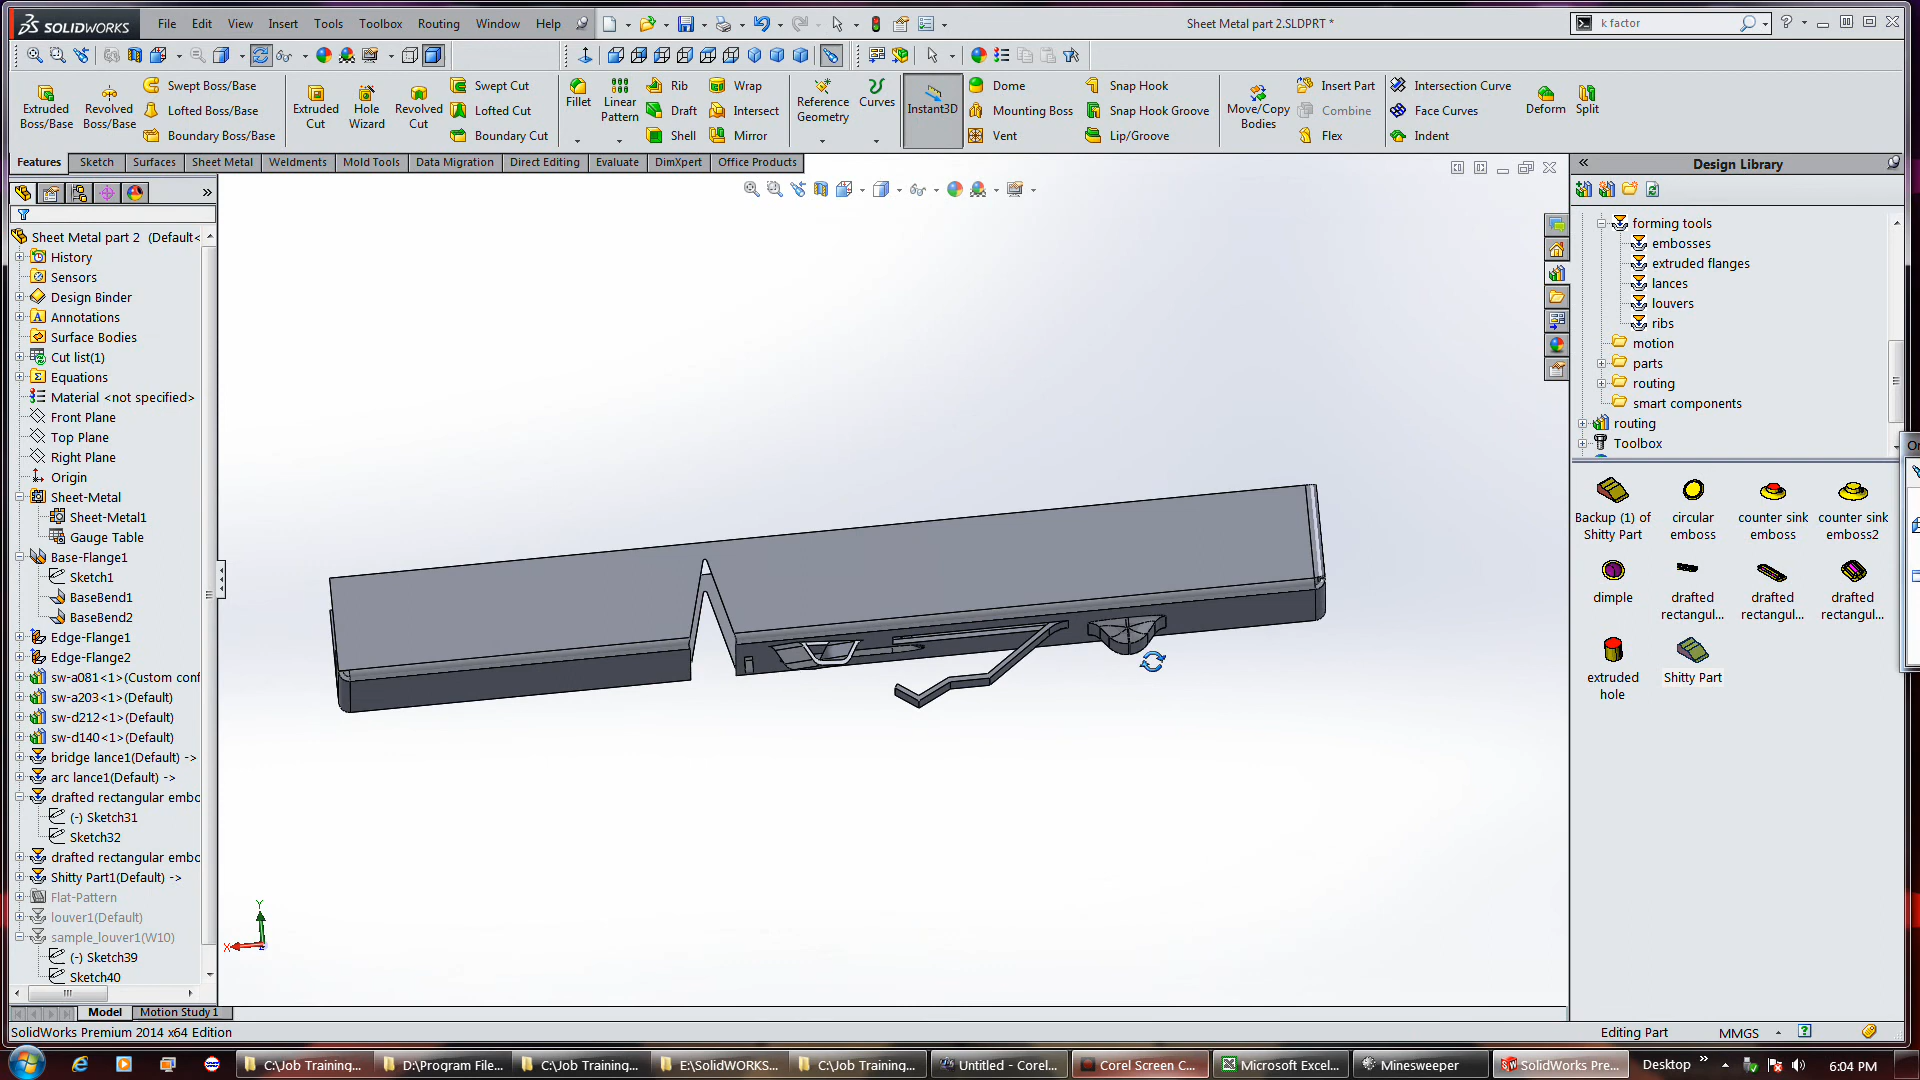 SOLIDWORKS File Edit View Insert Tools Toolbox Routing Window Help Sheet Metal part 2.SLDPRT * k factor
Extruded Boss/Base
Revolved Boss/Base
Swept Boss/Base
Lofted Boss/Base
Boundary Boss/Base
Extruded Cut
Hole Wizard
Revolved Cut
Swept Cut
Lofted Cut
Boundary Cut
Fillet
Linear Pattern
Rib
Draft
Shell
Wrap
Intersect
Mirror
Reference Geometry
Curves
Instant3D
Dome
Mounting Boss
Vent
Snap Hook
Snap Hook Groove
Lip/Groove
Move/Copy Bodies
Insert Part
Combine
Flex
Intersection Curve
Face Curves
Indent
Deform
Split
Features Sketch Surfaces Sheet Metal Weldments Mold Tools Data Migration Direct Editing Evaluate DimXpert Office Products
Sheet Metal part 2 (Default<
History
Sensors
Design Binder
Annotations
Surface Bodies
Cut list(1)
Equations
Material <not specified>
Front Plane
Top Plane
Right Plane
Origin
Sheet-Metal
Sheet-Metal1
Gauge Table
Base-Flange1
Sketch1
BaseBend1
BaseBend2
Edge-Flange1
Edge-Flange2
sw-a081<1>(Custom conf
sw-a203<1>(Default)
sw-d212<1>(Default)
sw-d140<1>(Default)
bridge lance1(Default) ->
arc lance1(Default) ->
drafted rectangular embo
(-) Sketch31
Sketch32
drafted rectangular embo
Shitty Part1(Default) ->
Flat-Pattern
louver1(Default)
sample_louver1(W10)
(-) Sketch39
Sketch40
Y
X
Design Library
forming tools
embosses
extruded flanges
lances
louvers
ribs
motion
parts
routing
smart components
routing
Toolbox
Backup (1) of Shitty Part
circular emboss
counter sink emboss
counter sink emboss2
dimple
drafted rectangul...
drafted rectangul...
drafted rectangul...
extruded hole
Shitty Part
Model Motion Study 1
SolidWorks Premium 2014 x64 Edition Editing Part MMGS
C:\Job Training... D:\Program File... C:\Job Training... E:\SolidWORKS... C:\Job Training... Untitled - Corel... Corel Screen C... Microsoft Excel... Minesweeper SolidWorks Pre... Desktop 6:04 PM